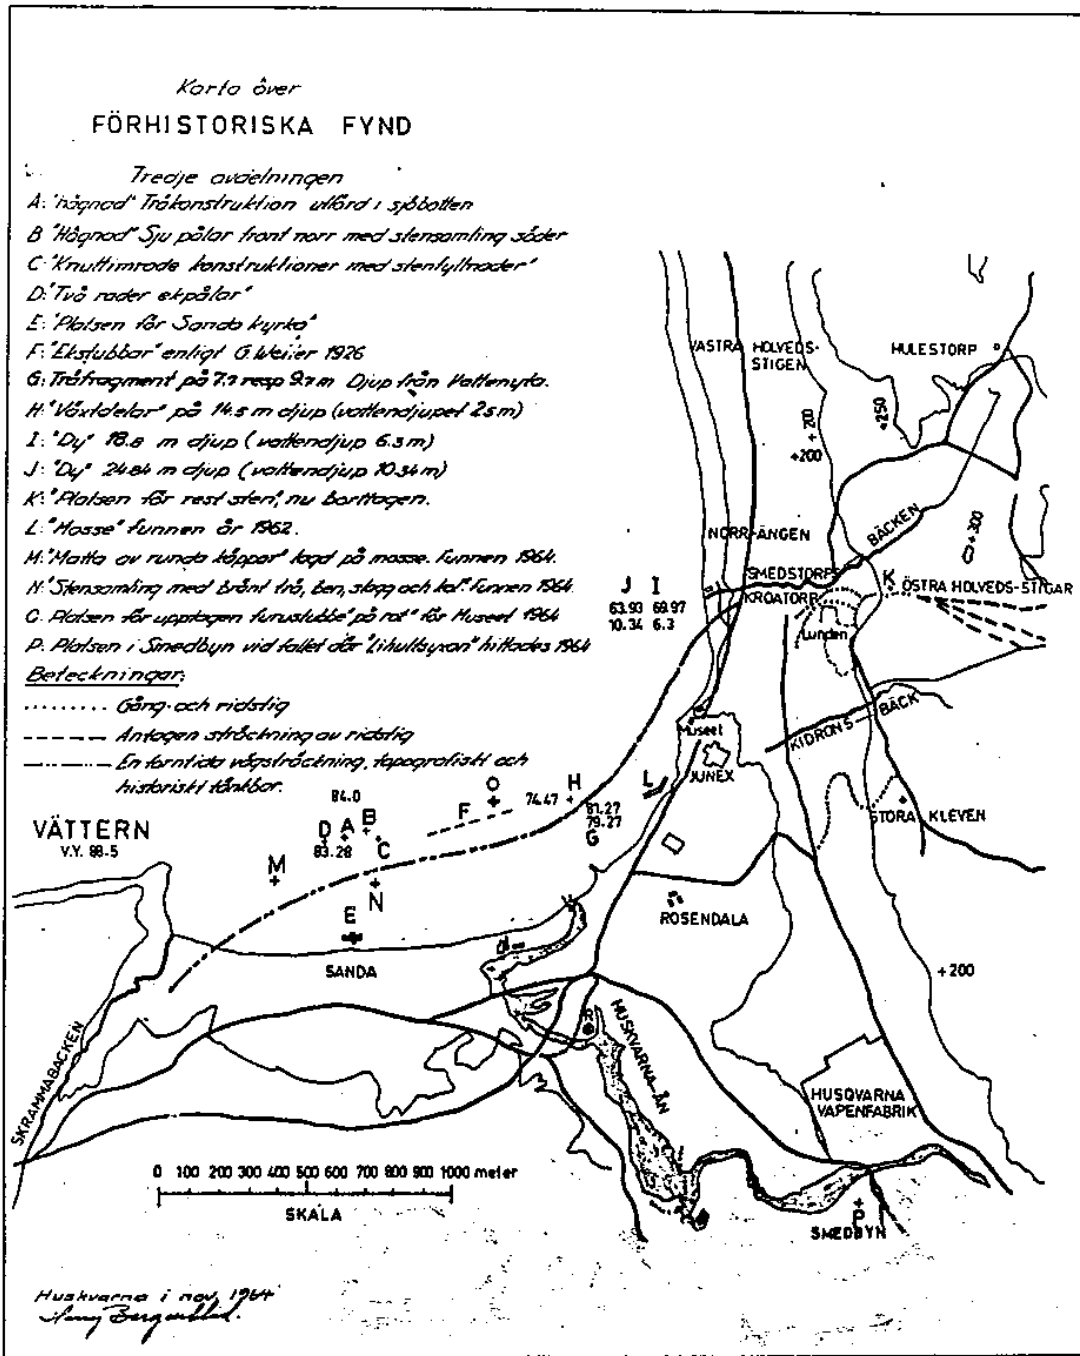 Karta över
FÖRHISTORISKA FYND
Tredje avdelningen
A: "hägnad" Träkonstruktion utförd i sjöbotten
B "Hägnad" Sju pålar front norr med stensamling söder
C "Knuttimrade konstruktioner med stenfyllnader"
D: "Två rader ekpålar"
E: "Platsen för Sanda kyrka"
F: "Ekstubbar" enligt G. Weijer 1926
G: Träfragment på 7.7 resp 9.7 m Djup från Vattenyta.
H: "Växtdelar" på 14.5 m djup (vattendjupet 2.5 m)
I: "Dy" 18.8 m djup (vattendjup 6.3 m)
J: "Dy" 24.84 m djup (vattendjup 10.34 m)
K: "Platsen för rest sten", nu borttagen.
L: "Mosse" funnen år 1962.
M: "Matta av runda käppar" lagd på mosse. Funnen 1964.
N: "Stensamling med bränt trä, ben, slagg och kol". Funnen 1964
O. Platsen för upptagen furustubbe "på rot" för Museet 1964
P: Platsen i Smedbyn vid fallet där "Lihultsyxan" hittades 1964
Beteckningar:
Gång- och ridstig
Antagen sträckning av ridstig
En forntida vägsträckning, topografiskt och
historiskt tänkbar.
VÄTTERN
V.Y. 88.5
VÄSTRA HOLVEDS-
STIGEN
HULESTORP
+200
+200
+250
+300
NORRÄNGEN
BÄCKEN
SMEDSTORP
KROATORP
K
ÖSTRA HOLVEDS-STIGAR
Lunden
J I
63.93 69.97
10.34 6.3
KIDRONS BÄCK
Museet
JUNEX
L
STORA KLEVEN
84.0
D A B
83.28
C
F
O
74.47
H
81.27
79.27
G
M
N
E
ROSENDALA
SANDA
+200
SKRAMMABÄCKEN
HUSKVARNA-ÅN
HUSQVARNA
VAPENFABRIK
P
SMEDBYN
0 100 200 300 400 500 600 700 800 900 1000 meter
SKALA
Huskvarna i nov. 1964